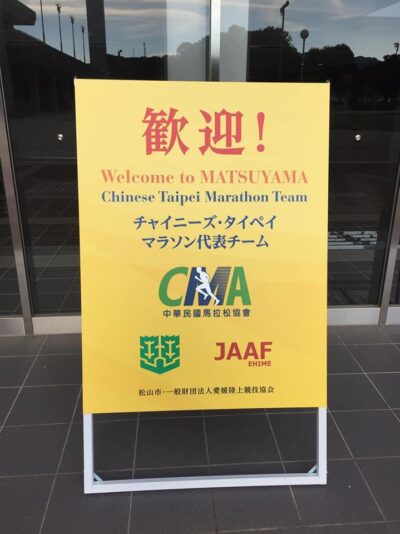 歓迎!
Welcome to MATSUYAMA
Chinese Taipei Marathon Team
チャイニーズ・タイペイ
マラソン代表チーム
CMA
中華民國馬拉松協會
JAAF
EHIME
松山市・一般財団法人愛媛陸上競技協会